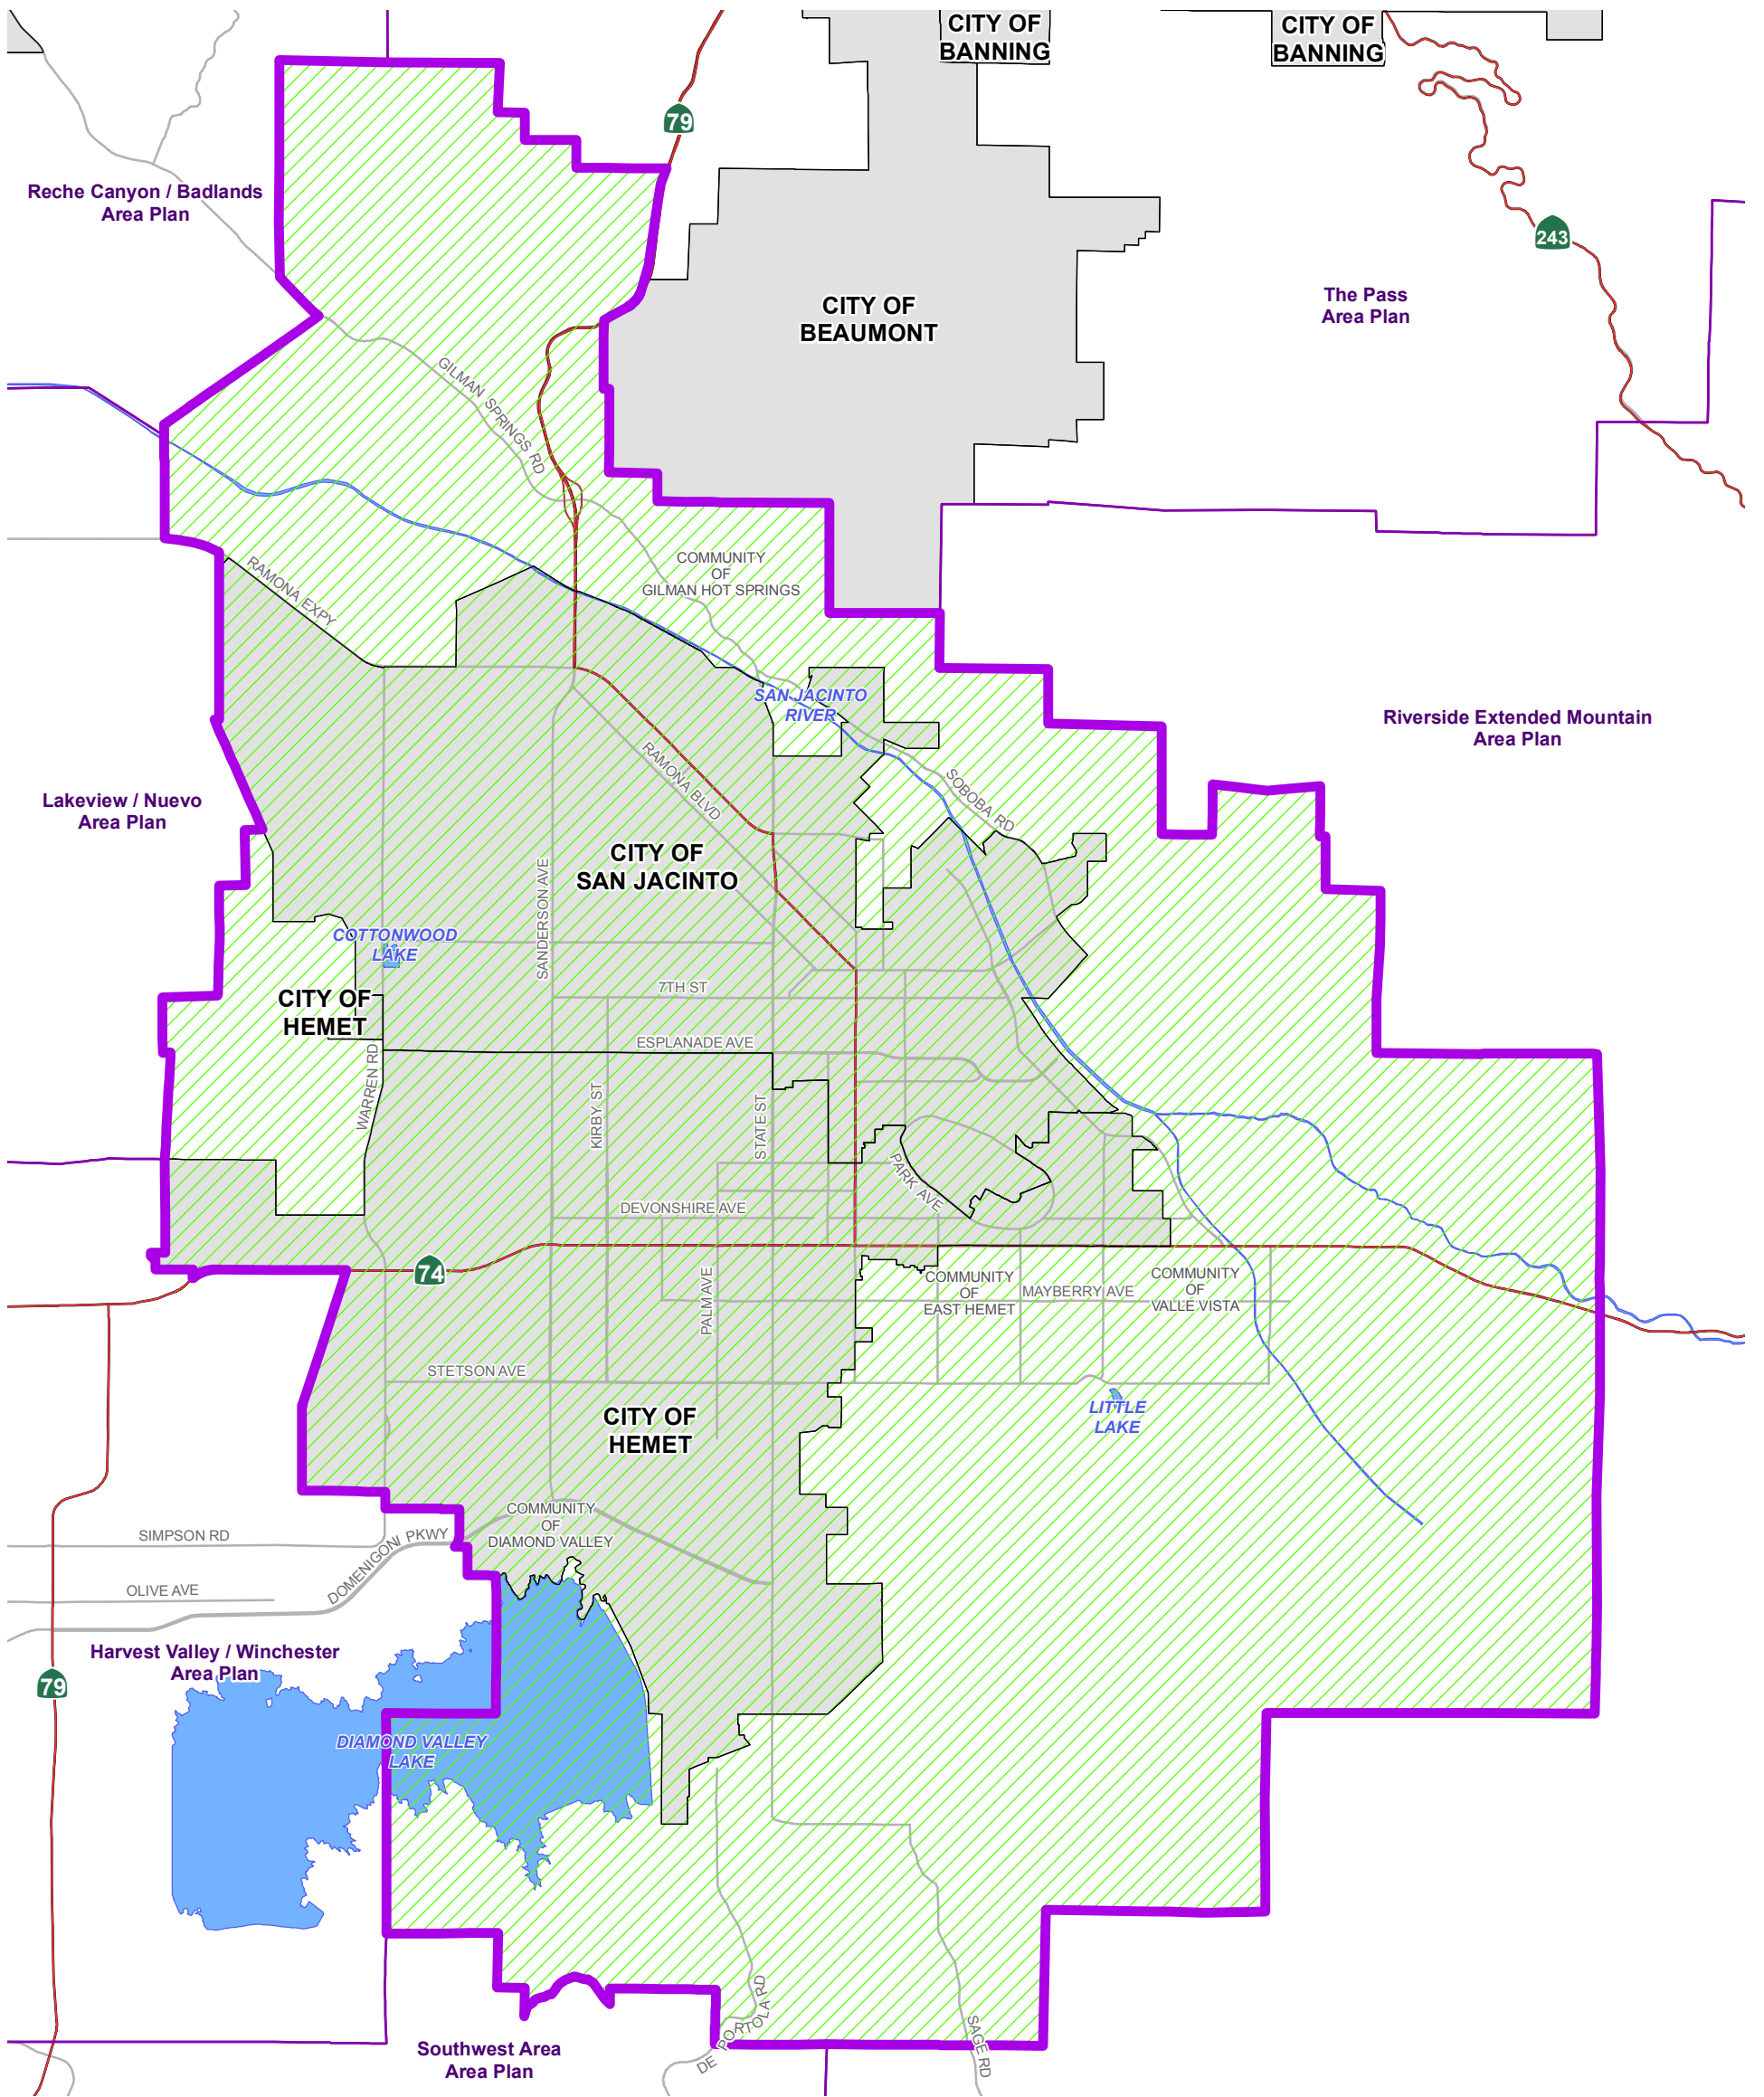 CITY OF
BANNING
CITY OF
BANNING
79
Reche Canyon / Badlands
Area Plan
243
CITY OF
BEAUMONT
The Pass
Area Plan
GILMAN SPRINGS RD
COMMUNITY
OF
GILMAN HOT SPRINGS
RAMONA EXPY
SAN JACINTO
RIVER
Riverside Extended Mountain
Area Plan
RAMONA BLVD
SOBOBA RD
Lakeview / Nuevo
Area Plan
CITY OF
SAN JACINTO
SANDERSON AVE
COTTONWOOD
LAKE
7TH ST
CITY OF
HEMET
ESPLANADE AVE
WARREN RD
KIRBY ST
STATE ST
PARK AVE
DEVONSHIRE AVE
74
PALM AVE
COMMUNITY
OF
EAST HEMET
MAYBERRY AVE
COMMUNITY
OF
VALLE VISTA
STETSON AVE
CITY OF
HEMET
LITTLE
LAKE
COMMUNITY
OF
DIAMOND VALLEY
SIMPSON RD
DOMENIGONI PKWY
OLIVE AVE
Harvest Valley / Winchester
Area Plan
79
DIAMOND VALLEY
LAKE
DE PORTOLA RD
SAGE RD
Southwest Area
Area Plan